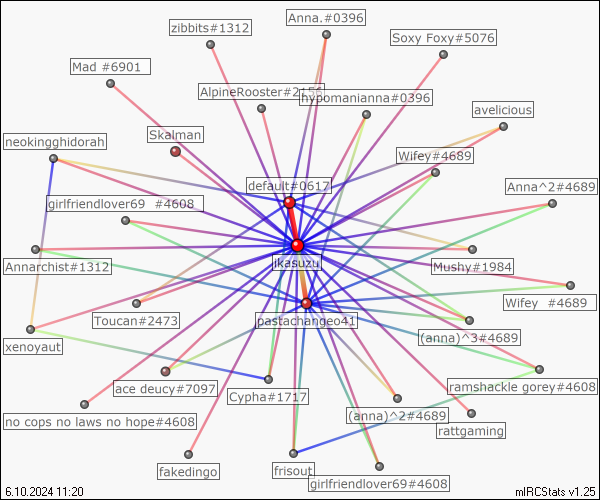 Anna.#0396
zibbits#1312
Soxy Foxy#5076
Mad #6901
AlpineRooster#2156
hypomanianna#0396
avelicious
Skalman
neokingghidorah
Wifey#4689
default#0617
Anna^2#4689
girlfriendlover69 #4608
jkasuzu
Annarchist#1312
Mushy#1984
Wifey #4689
Toucan#2473
pastachangeo41
(anna)^3#4689
xenoyaut
ace deucy#7097
ramshackle gorey#4608
Cypha#1717
(anna)^2#4689
no cops no laws no hope#4608
rattgaming
fakedingo
frisout
girlfriendlover69#4608
6.10.2024 11:20
mIRCStats v1.25